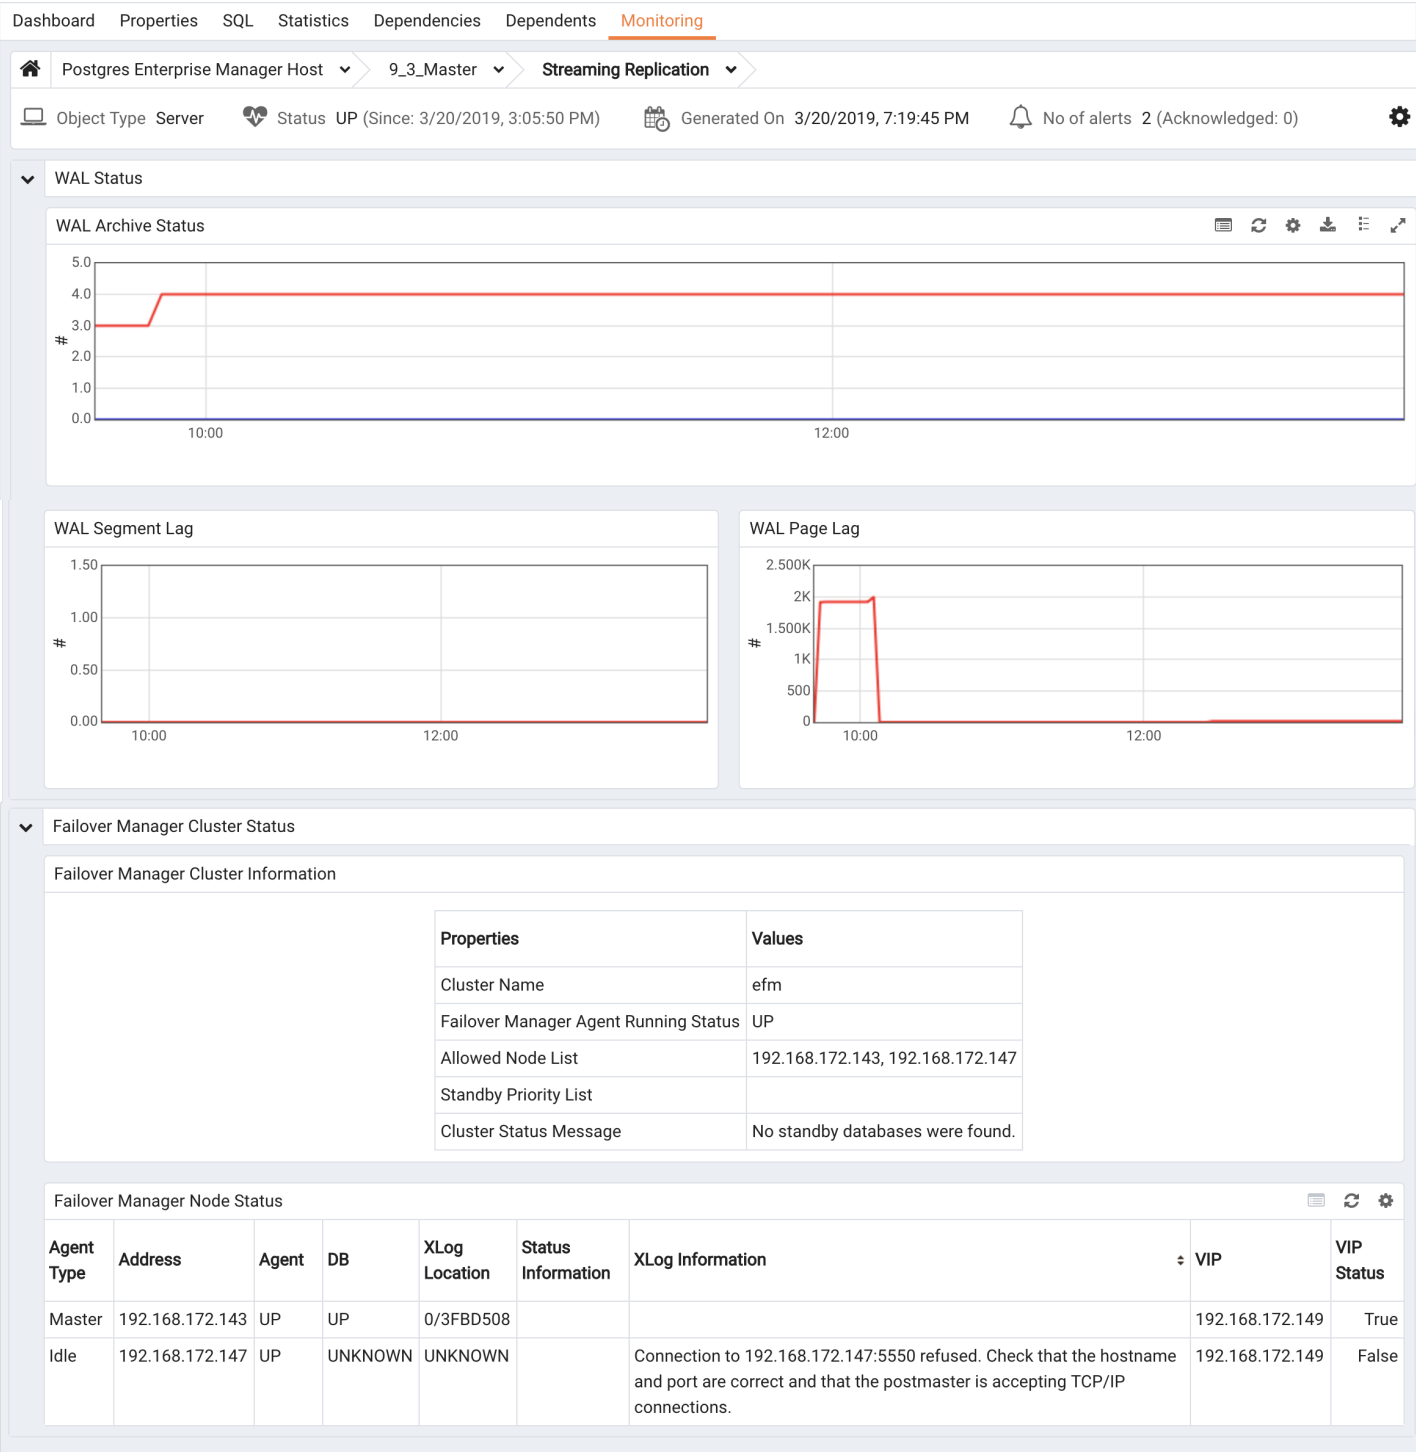 Dashboard Properties SQL Statistics Dependencies Dependents Monitoring
Postgres Enterprise Manager Host 9_3_Master Streaming Replication
Object Type Server Status UP (Since: 3/20/2019, 3:05:50 PM) Generated On 3/20/2019, 7:19:45 PM No of alerts 2 (Acknowledged: 0)
WAL Status
WAL Archive Status
5.0
4.0
3.0
#
2.0
1.0
0.0
10:00 12:00
WAL Segment Lag
1.50
1.00
#
0.50
0.00
10:00 12:00
WAL Page Lag
2.500K
2K
1.500K
#
1K
500
0
10:00 12:00
Failover Manager Cluster Status
Failover Manager Cluster Information
Properties Values
Cluster Name efm
Failover Manager Agent Running Status UP
Allowed Node List 192.168.172.143, 192.168.172.147
Standby Priority List
Cluster Status Message No standby databases were found.
Failover Manager Node Status
Agent Type Address Agent DB XLog Location Status Information XLog Information VIP VIP Status
Master 192.168.172.143 UP UP 0/3FBD508 192.168.172.149 True
Idle 192.168.172.147 UP UNKNOWN UNKNOWN Connection to 192.168.172.147:5550 refused. Check that the hostname 192.168.172.149 False
and port are correct and that the postmaster is accepting TCP/IP
connections.